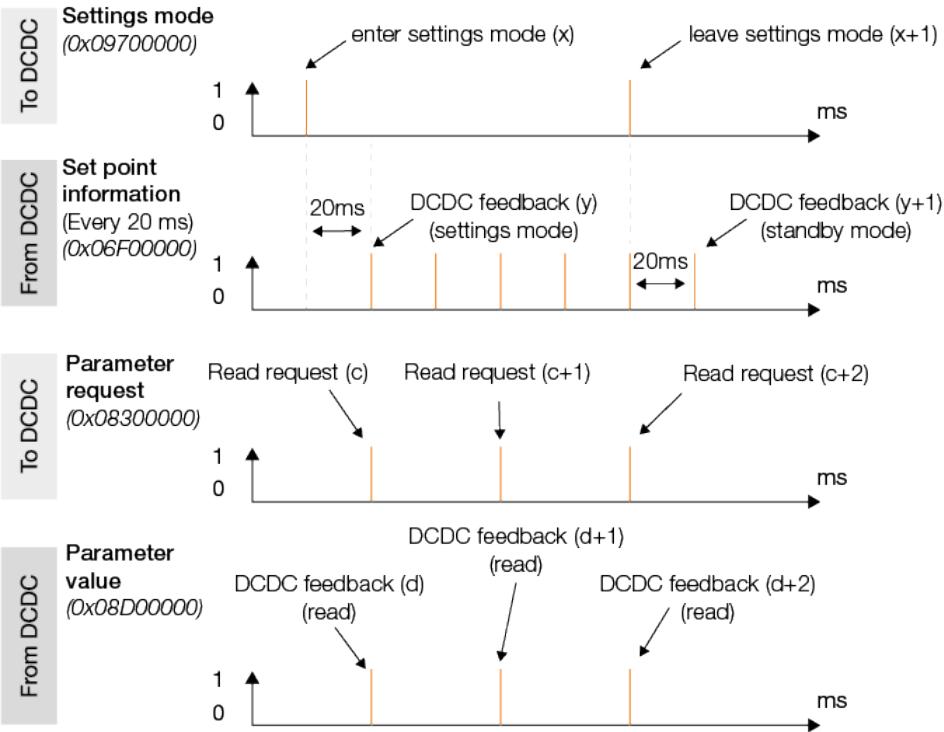 To DCDC
Settings mode
(0x09700000)
enter settings mode (x)
leave settings mode (x+1)
1
0
ms
From DCDC
Set point
information
(Every 20 ms)
(0x06F00000)
20ms
DCDC feedback (y)
(settings mode)
DCDC feedback (y+1)
(standby mode)
20ms
1
0
ms
To DCDC
Parameter
request
(0x08300000)
Read request (c)
Read request (c+1)
Read request (c+2)
1
0
ms
From DCDC
Parameter
value
(0x08D00000)
DCDC feedback (d)
(read)
DCDC feedback (d+1)
(read)
DCDC feedback (d+2)
(read)
1
0
ms